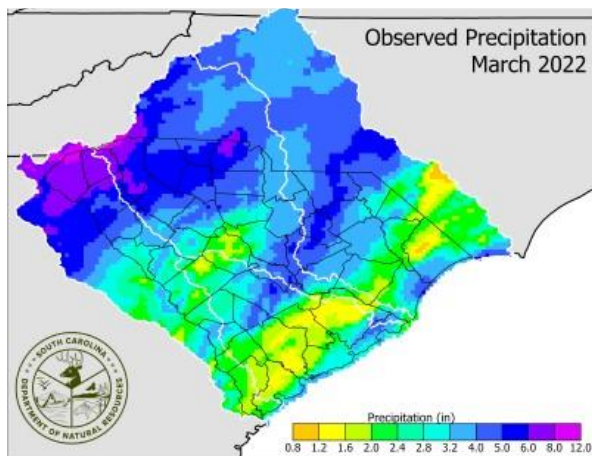 Observed Precipitation
March 2022
SOUTH CAROLINA
DEPARTMENT OF NATURAL RESOURCES
Precipitation (in)
0.8 1.2 1.6 2.0 2.4 2.8 3.2 4.0 5.0 6.0 8.0 12.0